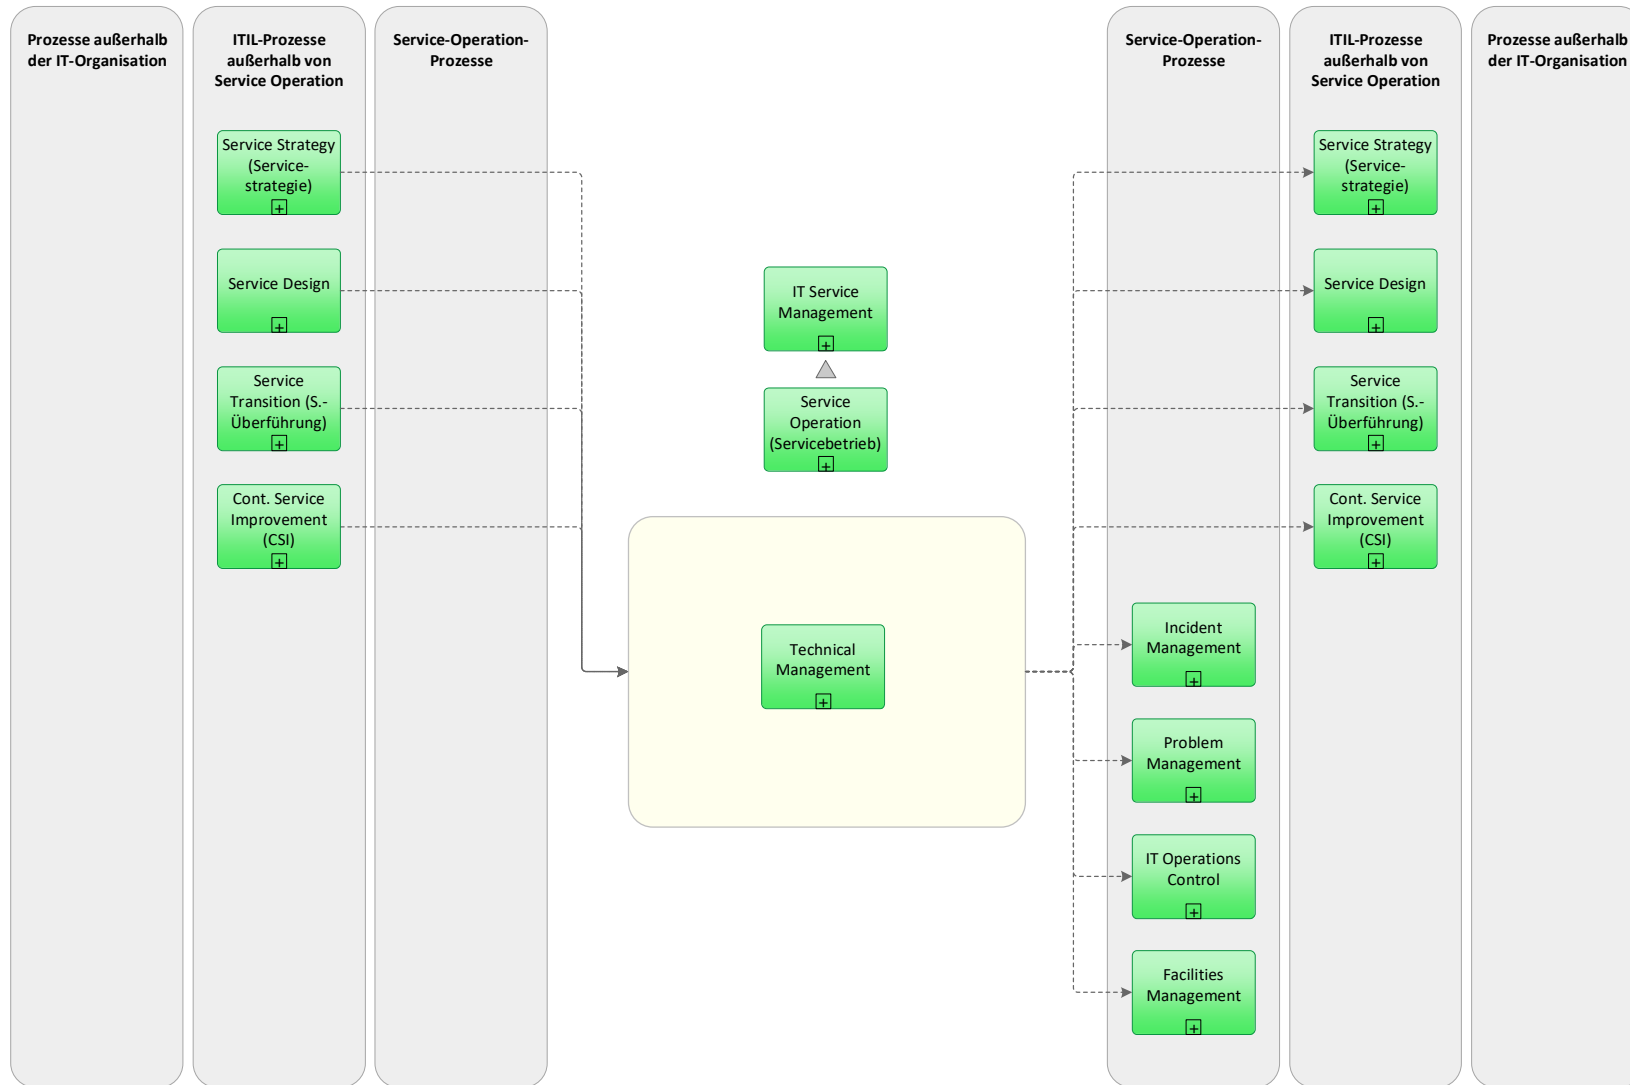 Prozesse außerhalb
der IT-Organisation
ITIL-Prozesse
außerhalb von
Service Operation
Service-Operation-
Prozesse
Service-Operation-
Prozesse
ITIL-Prozesse
außerhalb von
Service Operation
Prozesse außerhalb
der IT-Organisation
Service Strategy
(Service-
strategie)
Service Design
Service
Transition (S.-
Überführung)
Cont. Service
Improvement
(CSI)
IT Service
Management
Service
Operation
(Servicebetrieb)
Technical
Management
Incident
Management
Problem
Management
IT Operations
Control
Facilities
Management
Service Strategy
(Service-
strategie)
Service Design
Service
Transition (S.-
Überführung)
Cont. Service
Improvement
(CSI)